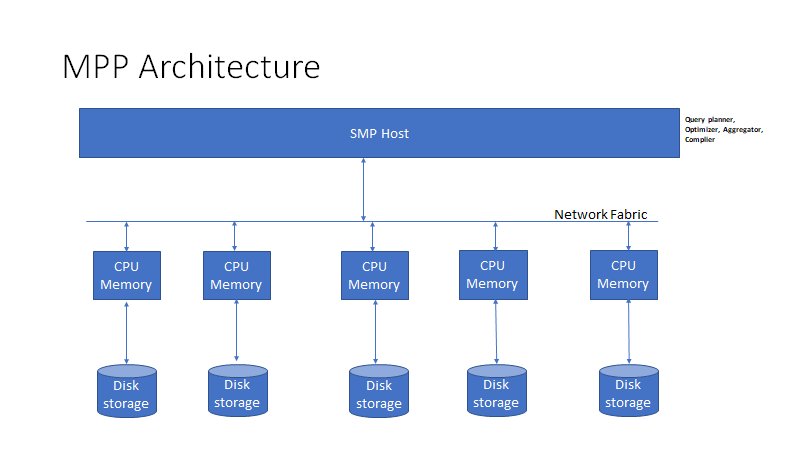 MPP Architecture
SMP Host
Query planner,
Optimizer, Aggregator,
Complier
Network Fabric
CPU
Memory
CPU
Memory
CPU
Memory
CPU
Memory
CPU
Memory
Disk
storage
Disk
storage
Disk
storage
Disk
storage
Disk
storage